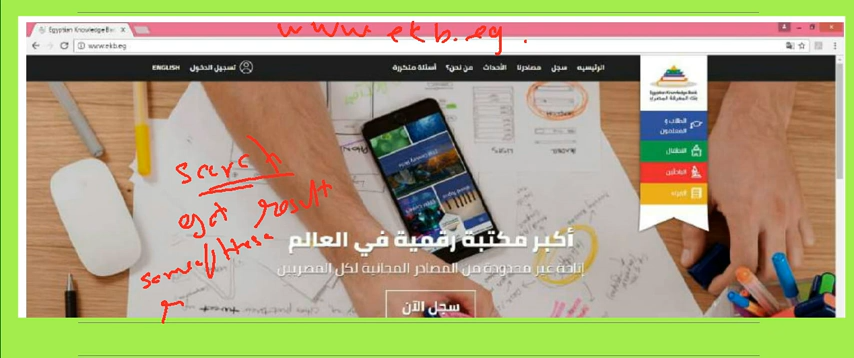 Egyptian Knowledge Ban
www.ekb.eg.
www.ekb.eg
الرئيسيه سجل مصادرنا الأحداث من نحن؟ أسئلة متكررة
تسجيل الدخول
ENGLISH
Egyptian Knowledge Bank
بنك المعرفة المصري
الطلاب و
المعلمون
الأطفال
الباحثين
القراء
search
get result
أكبر مكتبة رقمية في العالم
إتاحة غير محدودة من المصادر المجانية لكل المصريين
سجل الآن